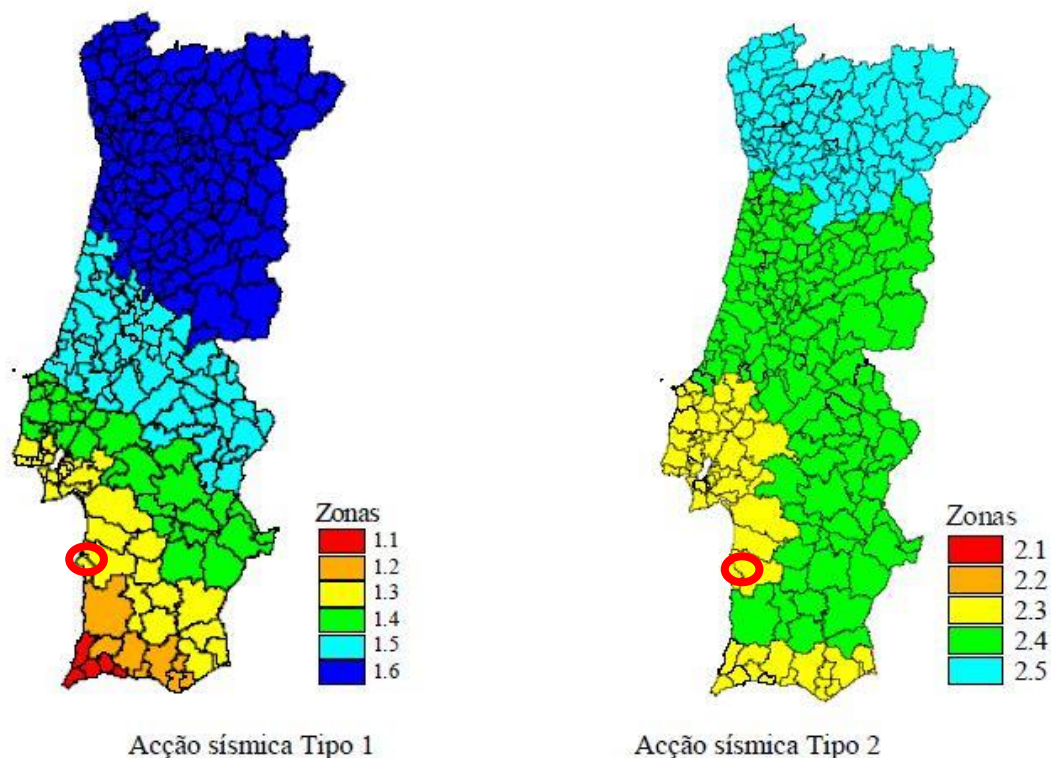 Zonas
1.1
1.2
1.3
1.4
1.5
1.6
Acção sísmica Tipo 1
Zonas
2.1
2.2
2.3
2.4
2.5
Acção sísmica Tipo 2